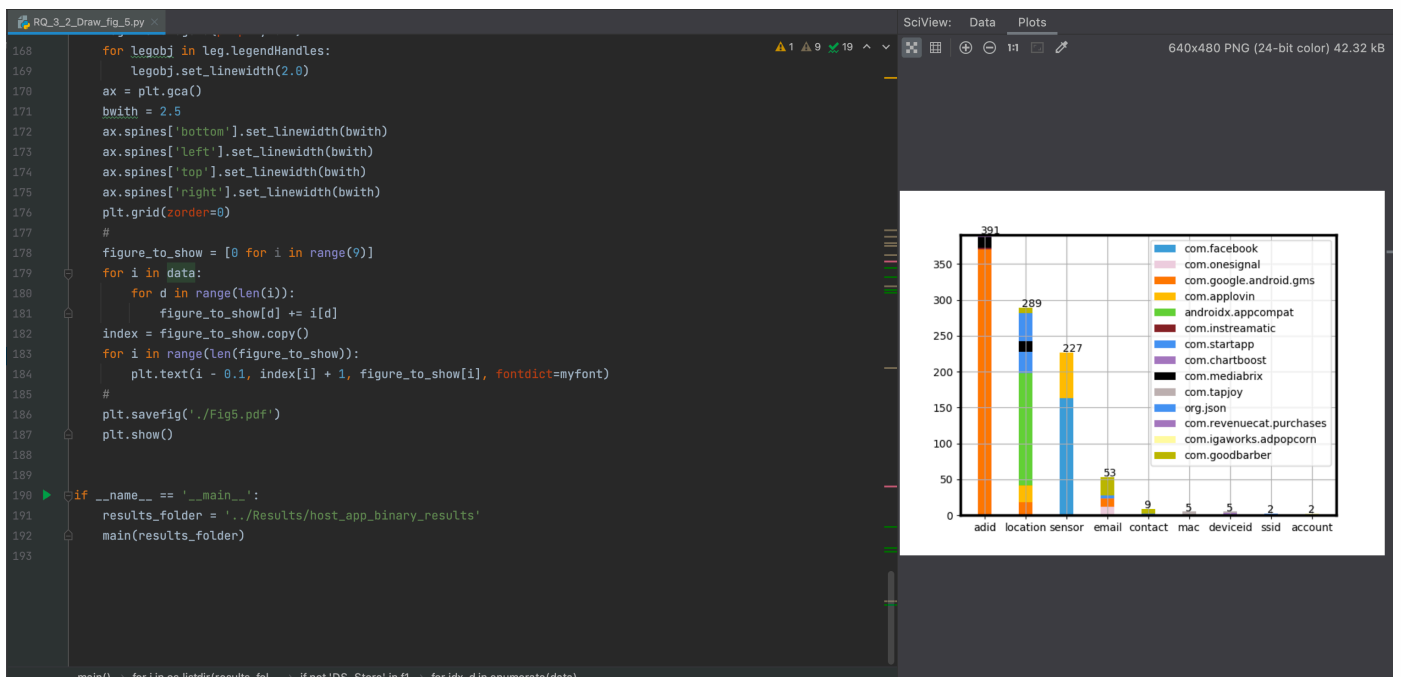 RQ_3_2_Draw_fig_5.py ×
168 for legobj in leg.legendHandles:
169 legobj.set_linewidth(2.0)
170 ax = plt.gca()
171 bwith = 2.5
172 ax.spines['bottom'].set_linewidth(bwith)
173 ax.spines['left'].set_linewidth(bwith)
174 ax.spines['top'].set_linewidth(bwith)
175 ax.spines['right'].set_linewidth(bwith)
176 plt.grid(zorder=0)
177 #
178 figure_to_show = [0 for i in range(9)]
179 for i in data:
180 for d in range(len(i)):
181 figure_to_show[d] += i[d]
182 index = figure_to_show.copy()
183 for i in range(len(figure_to_show)):
184 plt.text(i - 0.1, index[i] + 1, figure_to_show[i], fontdict=myfont)
185 #
186 plt.savefig('./Fig5.pdf')
187 plt.show()
188
189
190 if __name__ == '__main__':
191 results_folder = '../Results/host_app_binary_results'
192 main(results_folder)
193
1 9 19
SciView: Data Plots
1:1 640x480 PNG (24-bit color) 42.32 kB
391
289
227
53
9
5
5
2
2
350
300
250
200
150
100
50
0
com.facebook
com.onesignal
com.google.android.gms
com.applovin
androidx.appcompat
com.instreamatic
com.startapp
com.chartboost
com.mediabrix
com.tapjoy
org.json
com.revenuecat.purchases
com.igaworks.adpopcorn
com.goodbarber
adid location sensor email contact mac deviceid ssid account